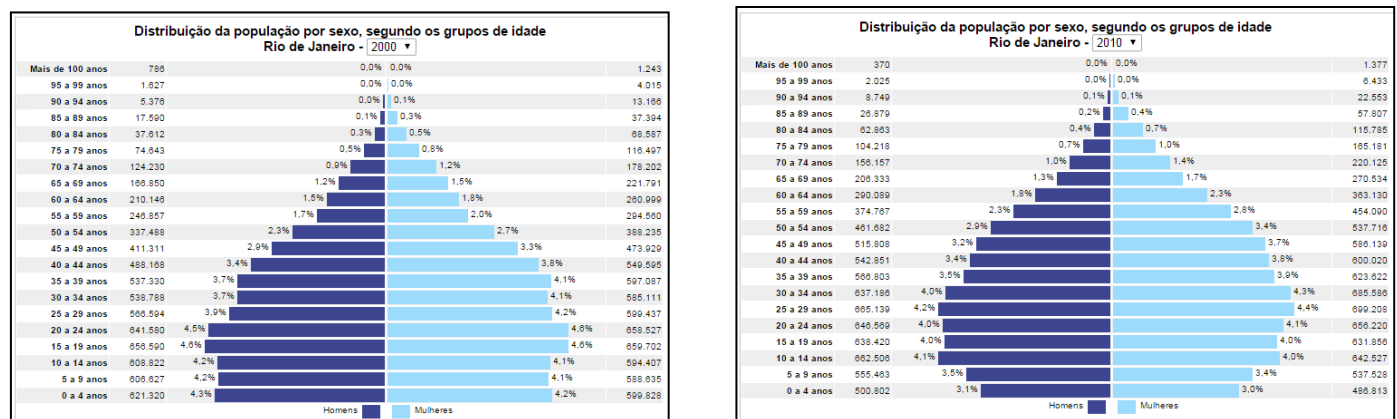 Distribuição da população por sexo, segundo os grupos de idade
Rio de Janeiro - 2000
Mais de 100 anos 786 0,0% 0,0% 1.243
95 a 99 anos 1.627 0,0% 0,0% 4.015
90 a 94 anos 5.376 0,0% 0,1% 13.166
85 a 89 anos 17.590 0,1% 0,3% 37.394
80 a 84 anos 37.612 0,3% 0,5% 68.587
75 a 79 anos 74.643 0,5% 0,8% 116.497
70 a 74 anos 124.230 0,9% 1,2% 178.202
65 a 69 anos 166.850 1,2% 1,5% 221.791
60 a 64 anos 210.146 1,5% 1,8% 260.999
55 a 59 anos 246.857 1,7% 2,0% 294.560
50 a 54 anos 337.488 2,3% 2,7% 388.235
45 a 49 anos 411.311 2,9% 3,3% 473.929
40 a 44 anos 488.168 3,4% 3,8% 549.595
35 a 39 anos 537.330 3,7% 4,1% 597.087
30 a 34 anos 538.788 3,7% 4,1% 585.111
25 a 29 anos 566.594 3,9% 4,2% 599.437
20 a 24 anos 641.580 4,5% 4,6% 658.527
15 a 19 anos 656.590 4,6% 4,6% 659.702
10 a 14 anos 608.822 4,2% 4,1% 594.407
5 a 9 anos 606.627 4,2% 4,1% 588.635
0 a 4 anos 621.320 4,3% 4,2% 599.828
Homens Mulheres
Distribuição da população por sexo, segundo os grupos de idade
Rio de Janeiro - 2010
Mais de 100 anos 370 0,0% 0,0% 1.377
95 a 99 anos 2.025 0,0% 0,0% 6.433
90 a 94 anos 8.749 0,1% 0,1% 22.553
85 a 89 anos 26.879 0,2% 0,4% 57.807
80 a 84 anos 62.863 0,4% 0,7% 115.785
75 a 79 anos 104.218 0,7% 1,0% 165.181
70 a 74 anos 156.157 1,0% 1,4% 220.125
65 a 69 anos 206.333 1,3% 1,7% 270.534
60 a 64 anos 290.089 1,8% 2,3% 363.130
55 a 59 anos 374.767 2,3% 2,8% 454.090
50 a 54 anos 461.682 2,9% 3,4% 537.716
45 a 49 anos 515.808 3,2% 3,7% 586.139
40 a 44 anos 542.851 3,4% 3,8% 600.020
35 a 39 anos 566.803 3,5% 3,9% 623.622
30 a 34 anos 637.186 4,0% 4,3% 685.586
25 a 29 anos 665.139 4,2% 4,4% 699.208
20 a 24 anos 646.569 4,0% 4,1% 656.220
15 a 19 anos 638.420 4,0% 4,0% 631.856
10 a 14 anos 662.506 4,1% 4,0% 642.527
5 a 9 anos 555.463 3,5% 3,4% 537.528
0 a 4 anos 500.802 3,1% 3,0% 486.813
Homens Mulheres